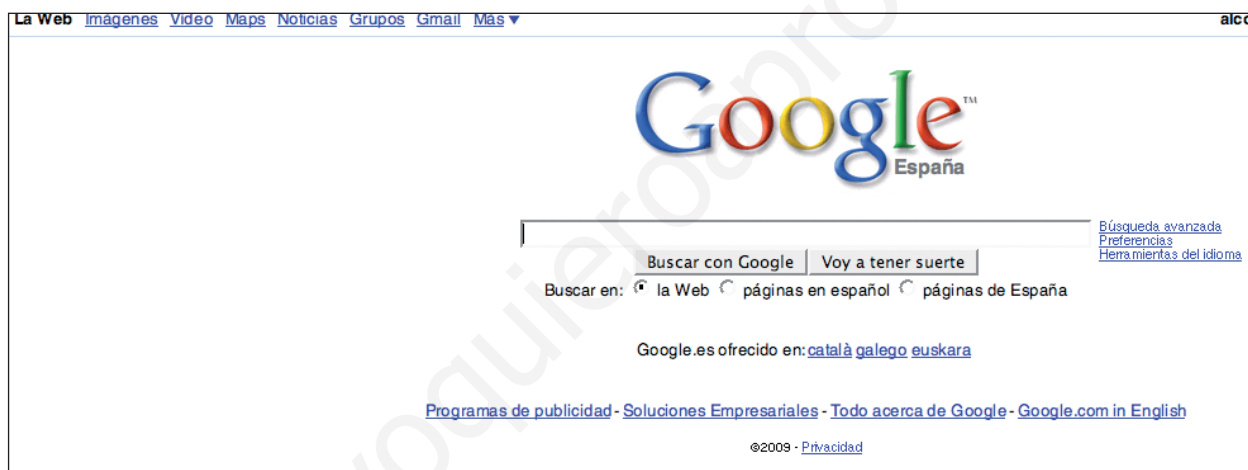 La Web Imágenes Vídeo Maps Noticias Grupos Gmail Más ▼
Google™
España
Búsqueda avanzada
Preferencias
Herramientas del idioma
Buscar con Google Voy a tener suerte
Buscar en: la Web páginas en español páginas de España
Google.es ofrecido en: català galego euskara
Programas de publicidad - Soluciones Empresariales - Todo acerca de Google - Google.com in English
©2009 - Privacidad